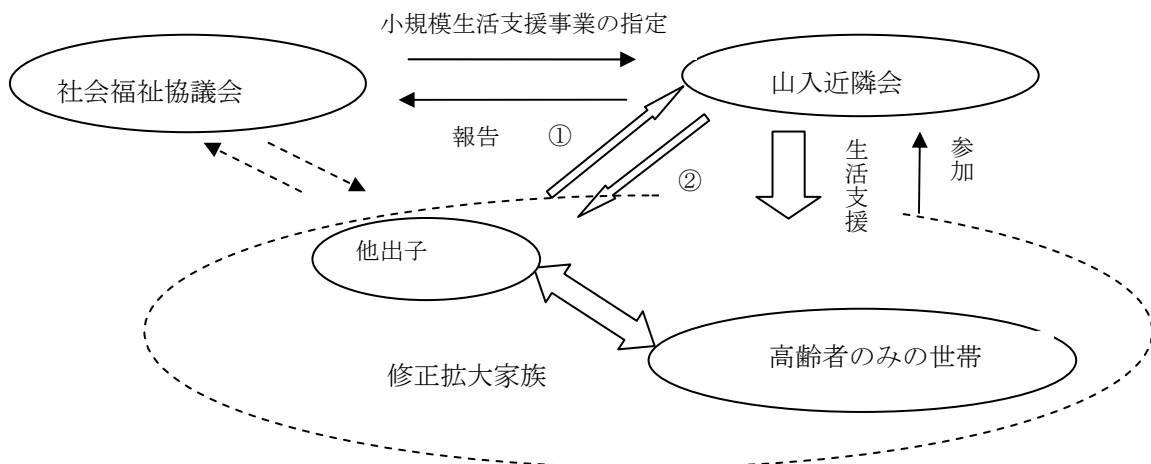 小規模生活支援事業の指定
社会福祉協議会
山入近隣会
報告
①
②
生活支援
参加
他出子
高齢者のみの世帯
修正拡大家族